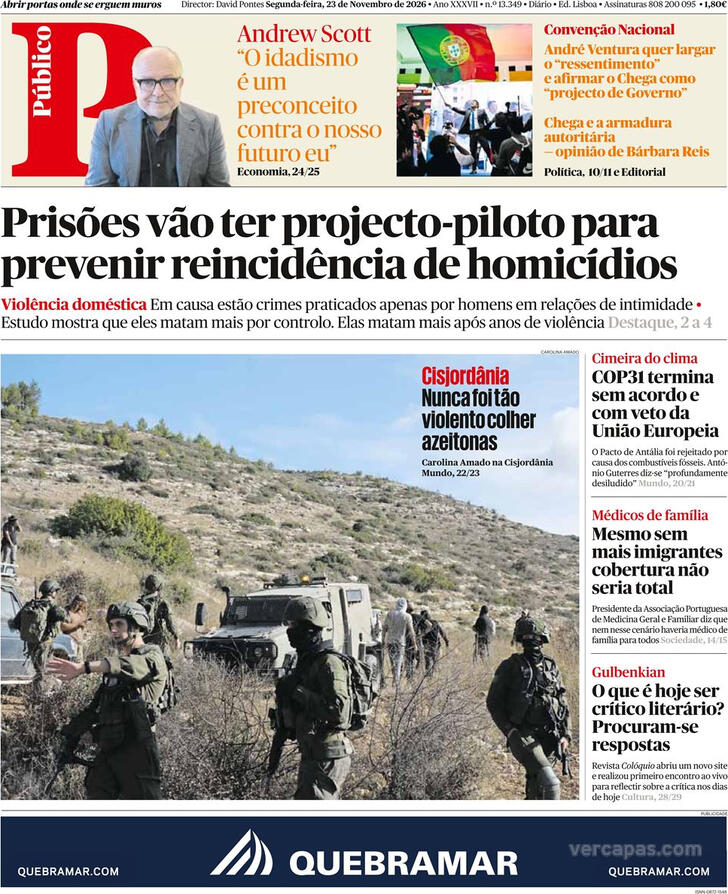 Abrir portas onde se erguem muros
Director: David Pontes Segunda-feira, 23 de Novembro de 2026 • Ano XXXVII • n.º 13.349 • Diário • Ed. Lisboa • Assinaturas 808 200 095 • 1,80€
Público
P
Andrew Scott
“O idadismo
é um
preconceito
contra o nosso
futuro eu”
Economia, 24/25
Convenção Nacional
André Ventura quer largar
o “ressentimento”
e afirmar o Chega como
“projecto de Governo”
Chega e a armadura
autoritária
— opinião de Bárbara Reis
Política, 10/11 e Editorial
Prisões vão ter projecto-piloto para
prevenir reincidência de homicídios
Violência doméstica Em causa estão crimes praticados apenas por homens em relações de intimidade •
Estudo mostra que eles matam mais por controlo. Elas matam mais após anos de violência Destaque, 2 a 4
CAROLINA AMADO
Cisjordânia
Nunca foi tão
violento colher
azeitonas
Carolina Amado na Cisjordânia
Mundo, 22/23
Cimeira do clima
COP31 termina
sem acordo e
com veto da
União Europeia
O Pacto de Antália foi rejeitado por
causa dos combustíveis fósseis. Antó-
nio Guterres diz-se “profundamente
desiludido” Mundo, 20/21
Médicos de família
Mesmo sem
mais imigrantes
cobertura não
seria total
Presidente da Associação Portuguesa
de Medicina Geral e Familiar diz que
nem nesse cenário haveria médico de
família para todos Sociedade, 14/15
Gulbenkian
O que é hoje ser
crítico literário?
Procuram-se
respostas
Revista Colóquio abriu um novo site
e realizou primeiro encontro ao vivo
para reflectir sobre a crítica nos dias
de hoje Cultura, 28/29
PUBLICIDADE
QUEBRAMAR.COM
QUEBRAMAR
vercapas.com
QUEBRAMAR.COM
ISNN-0872-1548